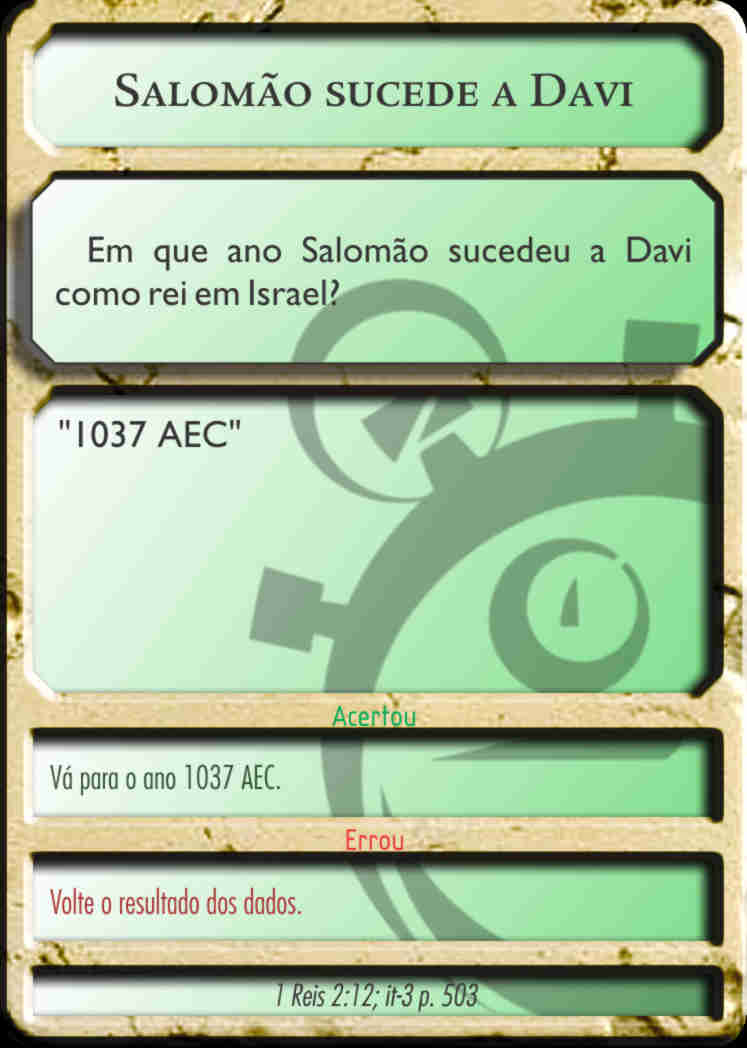 Salomão sucede a Davi
Em que ano Salomão sucedeu a Davi
como rei em Israel?
"1037 AEC"
Acertou
Vá para o ano 1037 AEC.
Errou
Volte o resultado dos dados.
1 Reis 2:12; it-3 p. 503